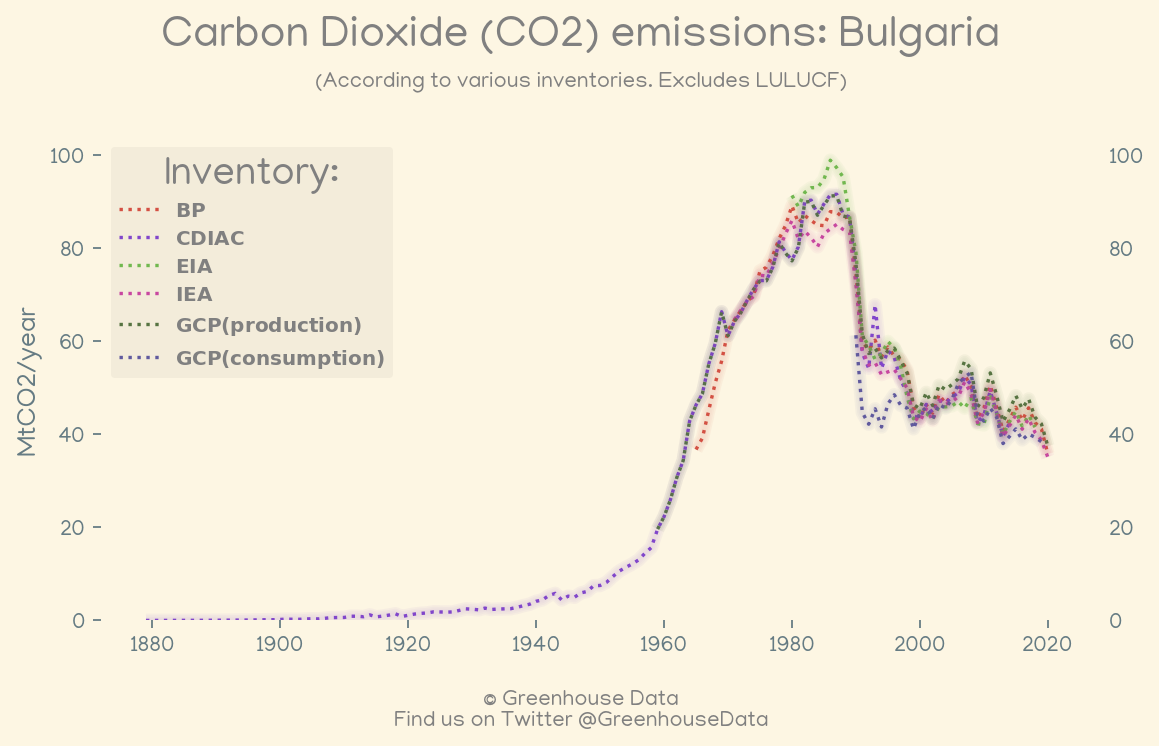 Carbon Dioxide (CO2) emissions: Bulgaria
(According to various inventories. Excludes LULUCF)
Inventory:
BP
CDIAC
EIA
IEA
GCP(production)
GCP(consumption)
MtCO2/year
100
80
60
40
20
0
100
80
60
40
20
0
1880 1900 1920 1940 1960 1980 2000 2020
© Greenhouse Data
Find us on Twitter @GreenhouseData